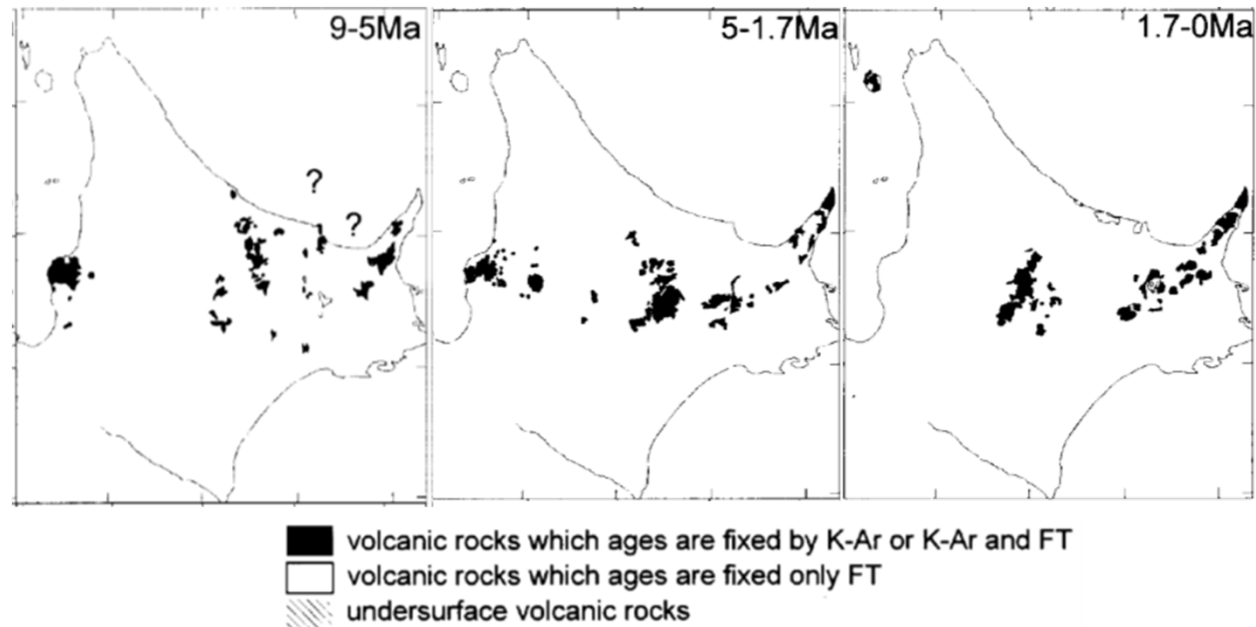 9-5Ma
5-1.7Ma
1.7-0Ma
?
?
volcanic rocks which ages are fixed by K-Ar or K-Ar and FT
volcanic rocks which ages are fixed only FT
undersurface volcanic rocks